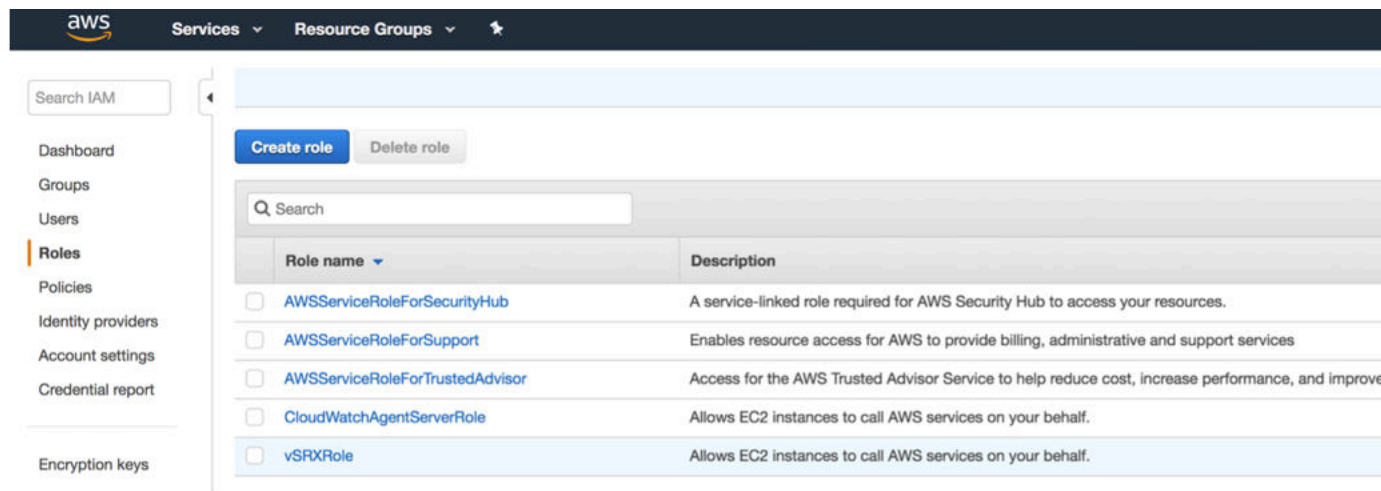 aws
Services
Resource Groups
Search IAM
Dashboard
Groups
Users
Roles
Policies
Identity providers
Account settings
Credential report
Encryption keys
Create role
Delete role
Search
Role name
Description
AWSServiceRoleForSecurityHub
A service-linked role required for AWS Security Hub to access your resources.
AWSServiceRoleForSupport
Enables resource access for AWS to provide billing, administrative and support services
AWSServiceRoleForTrustedAdvisor
Access for the AWS Trusted Advisor Service to help reduce cost, increase performance, and improve
CloudWatchAgentServerRole
Allows EC2 instances to call AWS services on your behalf.
vSRXRole
Allows EC2 instances to call AWS services on your behalf.